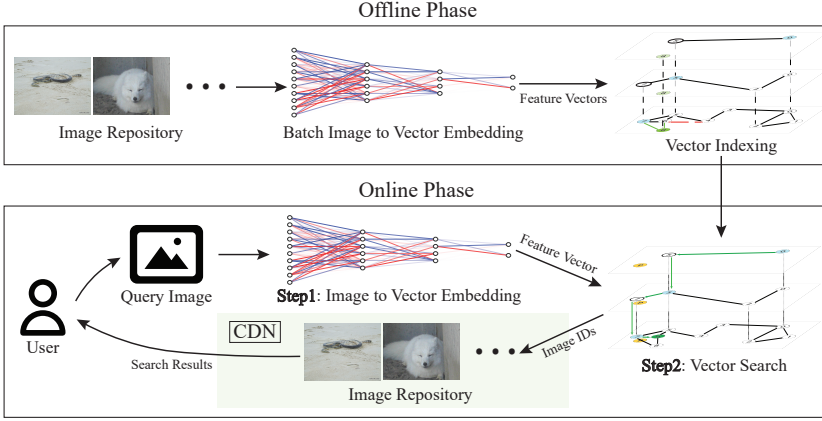 Offline Phase
Image Repository
Batch Image to Vector Embedding
Feature Vectors
Vector Indexing
Online Phase
Query Image
Step1: Image to Vector Embedding
Feature Vector
User
CDN
Image IDs
Search Results
Step2: Vector Search
Image Repository